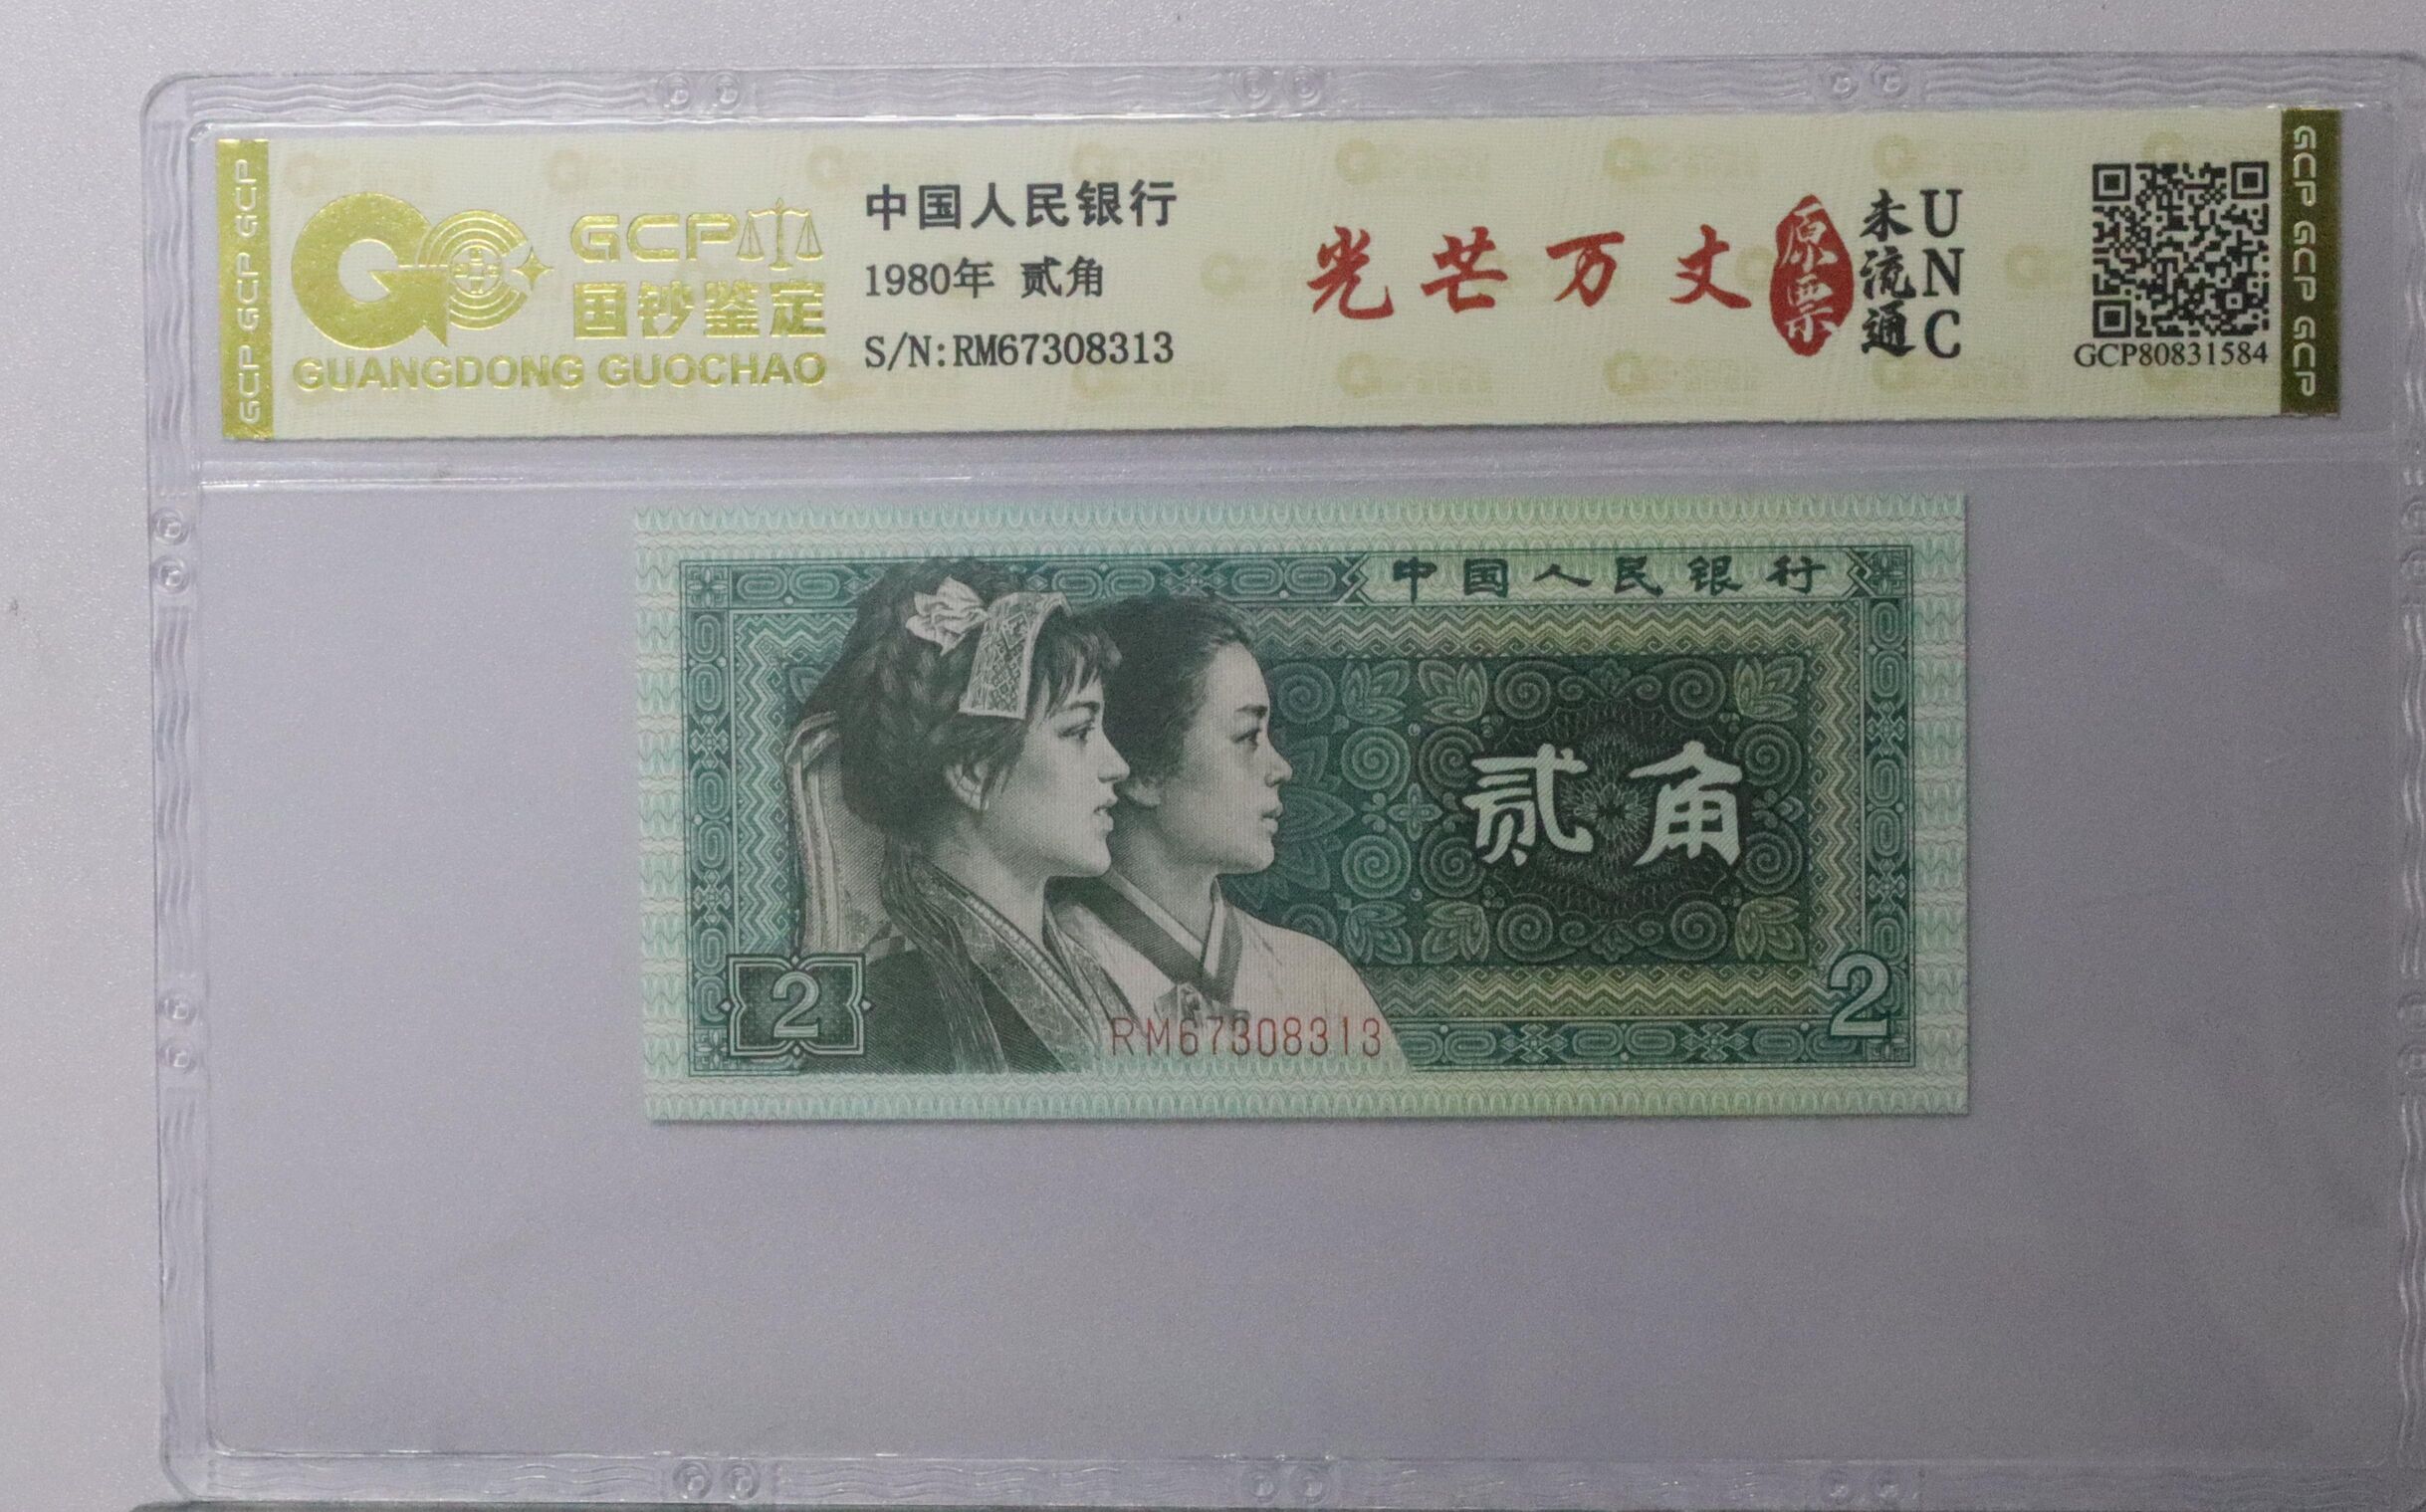 GCP GCP GCP
GCP
国钞鉴定
GUANGDONG GUOCHAO
中国人民银行
1980年 贰角
S/N:RM67308313
光芒万丈
原票
未流通
UNC
GCP80831584
GCP GCP GCP
中国人民银行
贰角
2
2
RM67308313